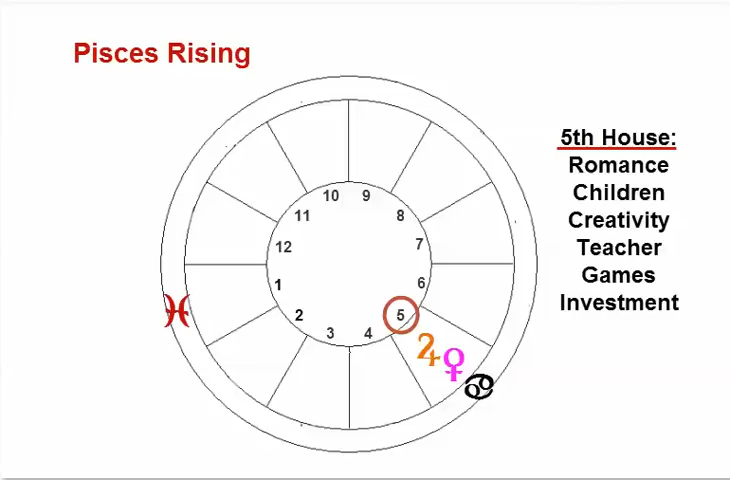 Pisces Rising
5th House:
Romance
Children
Creativity
Teacher
Games
Investment
10 9
11 8
12 7
1 6
2 5
3 4
♓
♃
♀
♋